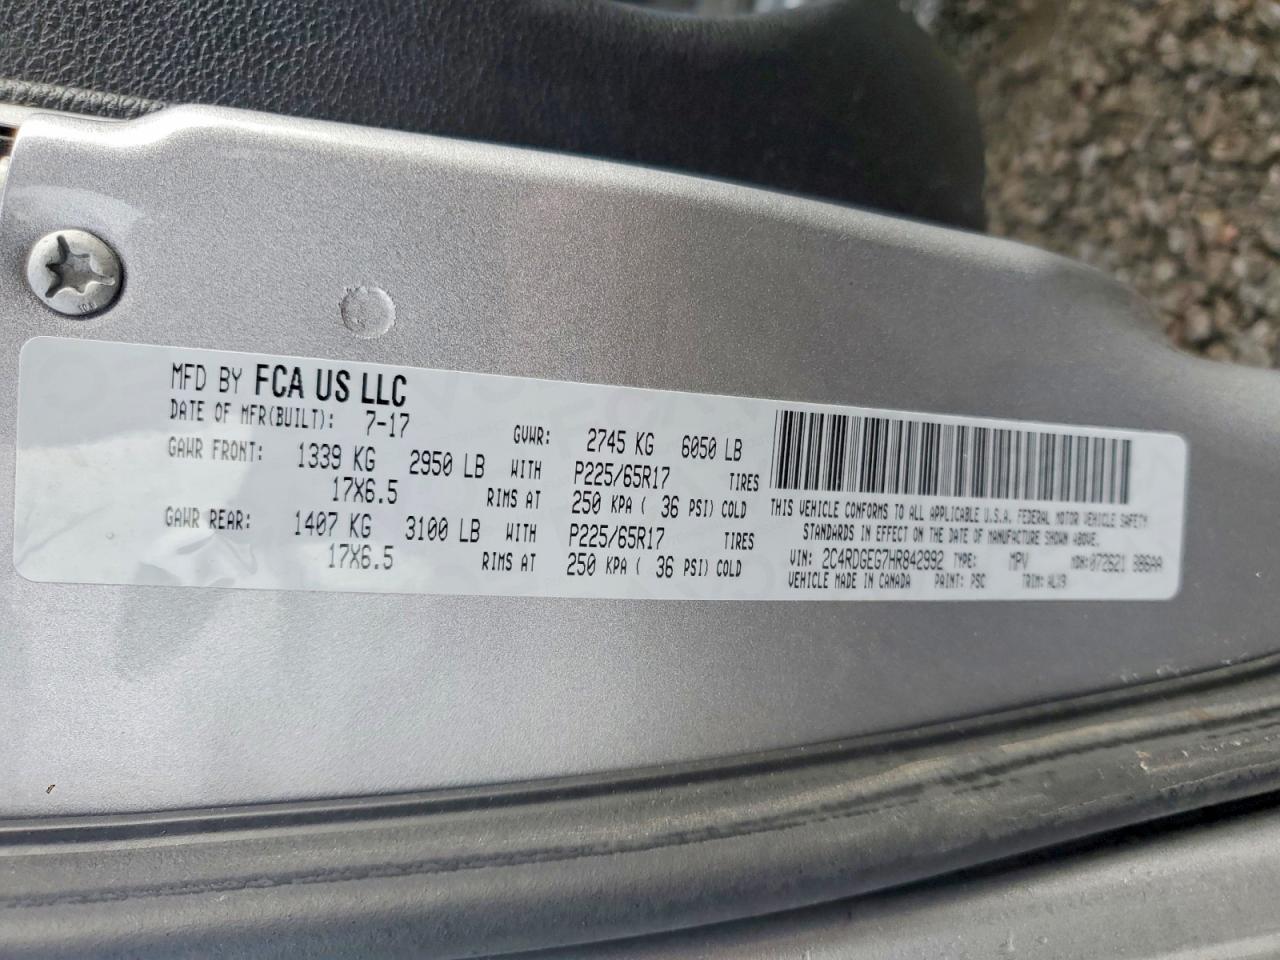 MFD BY FCA US LLC
DATE OF MFR(BUILT): 7-17 GVWR: 2745 KG 6050 LB
GAWR FRONT: 1339 KG 2950 LB WITH P225/65R17 TIRES
17X6.5 RIMS AT 250 KPA ( 36 PSI) COLD
GAWR REAR: 1407 KG 3100 LB WITH P225/65R17 TIRES
17X6.5 RIMS AT 250 KPA ( 36 PSI) COLD
THIS VEHICLE CONFORMS TO ALL APPLICABLE U.S.A. FEDERAL MOTOR VEHICLE SAFETY
STANDARDS IN EFFECT ON THE DATE OF MANUFACTURE SHOWN ABOVE.
VIN: 2C4RDGEG7HR842992 TYPE: MPV MDH: 072621
VEHICLE MADE IN CANADA PAINT: PSC TRIM: ALX9